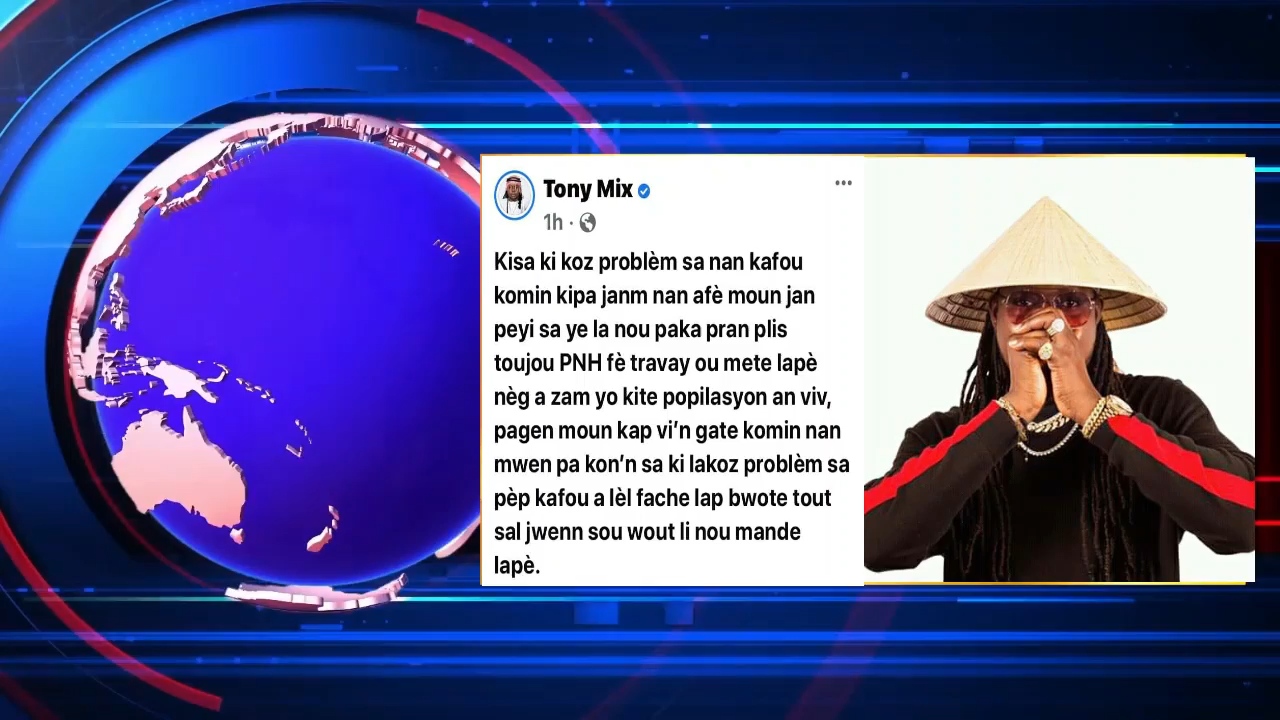 Tony Mix
1h ·
Kisa ki koz problèm sa nan kafou
komin kipa janm nan afè moun jan
peyi sa ye la nou paka pran plis
toujou PNH fè travay ou mete lapè
nèg a zam yo kite popilasyon an viv,
pagen moun kap vi’n gate komin nan
mwen pa kon’n sa ki lakoz problèm sa
pèp kafou a lèl fache lap bwote tout
sal jwenn sou wout li nou mande
lapè.